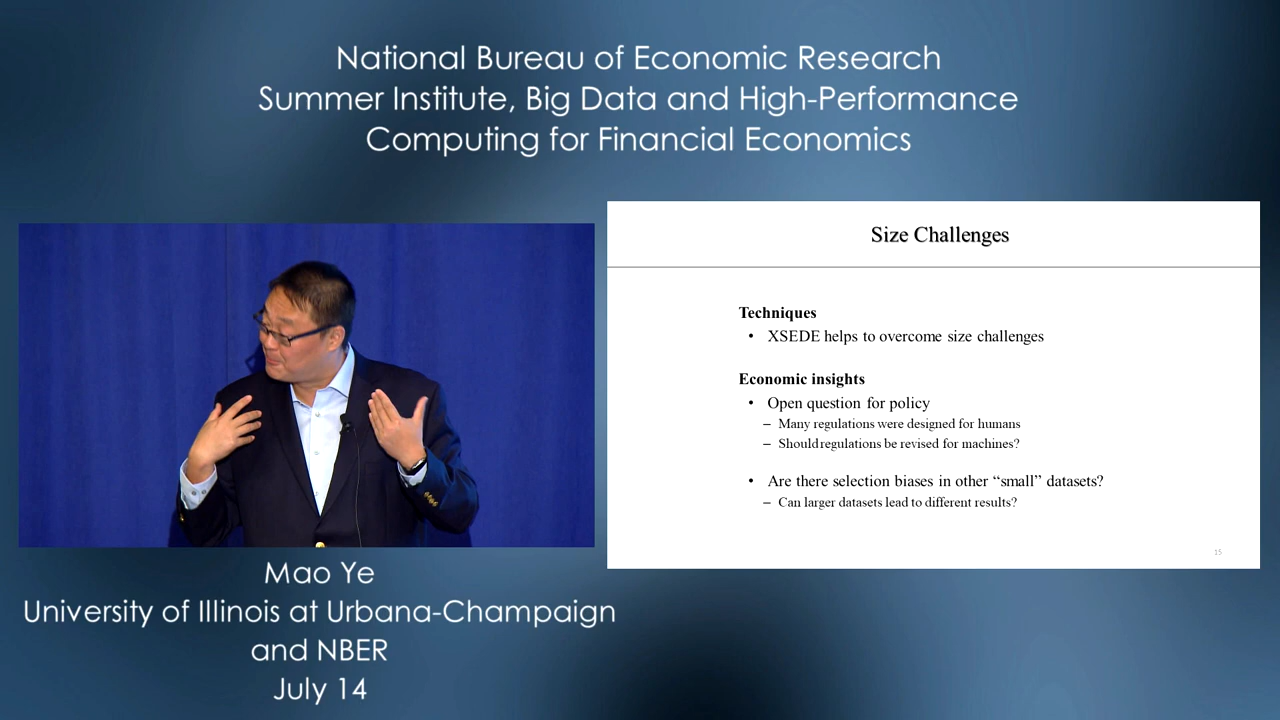 National Bureau of Economic Research
Summer Institute, Big Data and High-Performance
Computing for Financial Economics
Size Challenges
Techniques
• XSEDE helps to overcome size challenges
Economic insights
• Open question for policy
– Many regulations were designed for humans
– Should regulations be revised for machines?
• Are there selection biases in other “small” datasets?
– Can larger datasets lead to different results?
15
Mao Ye
University of Illinois at Urbana-Champaign
and NBER
July 14